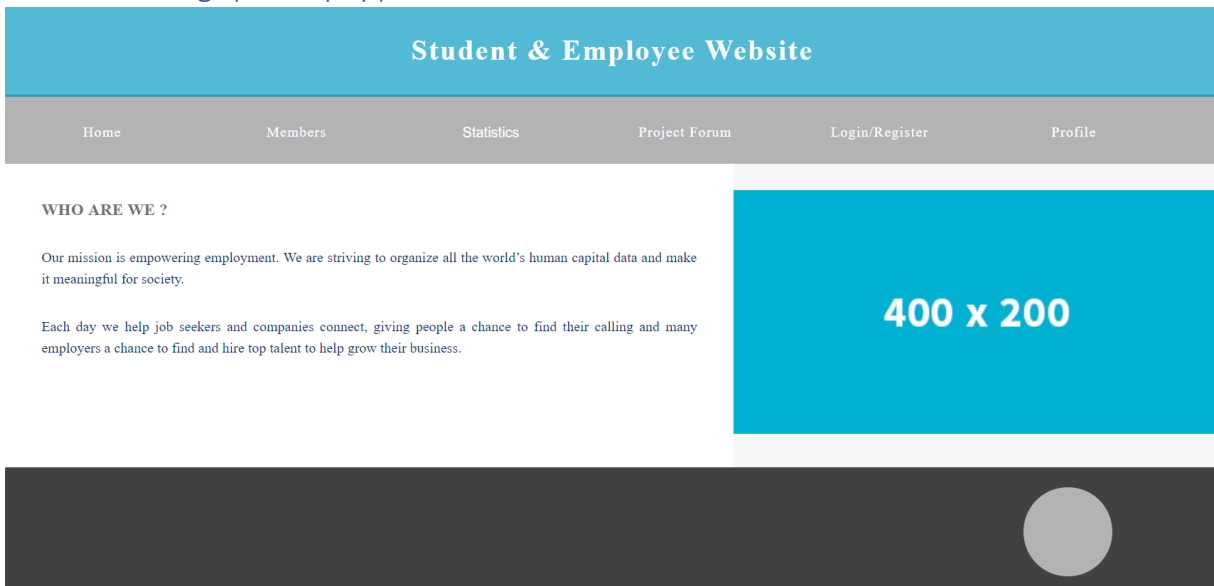 Student & Employee Website
Home Members Statistics Project Forum Login/Register Profile
WHO ARE WE ?
Our mission is empowering employment. We are striving to organize all the world’s human capital data and make
it meaningful for society.
Each day we help job seekers and companies connect, giving people a chance to find their calling and many
employers a chance to find and hire top talent to help grow their business.
400 x 200